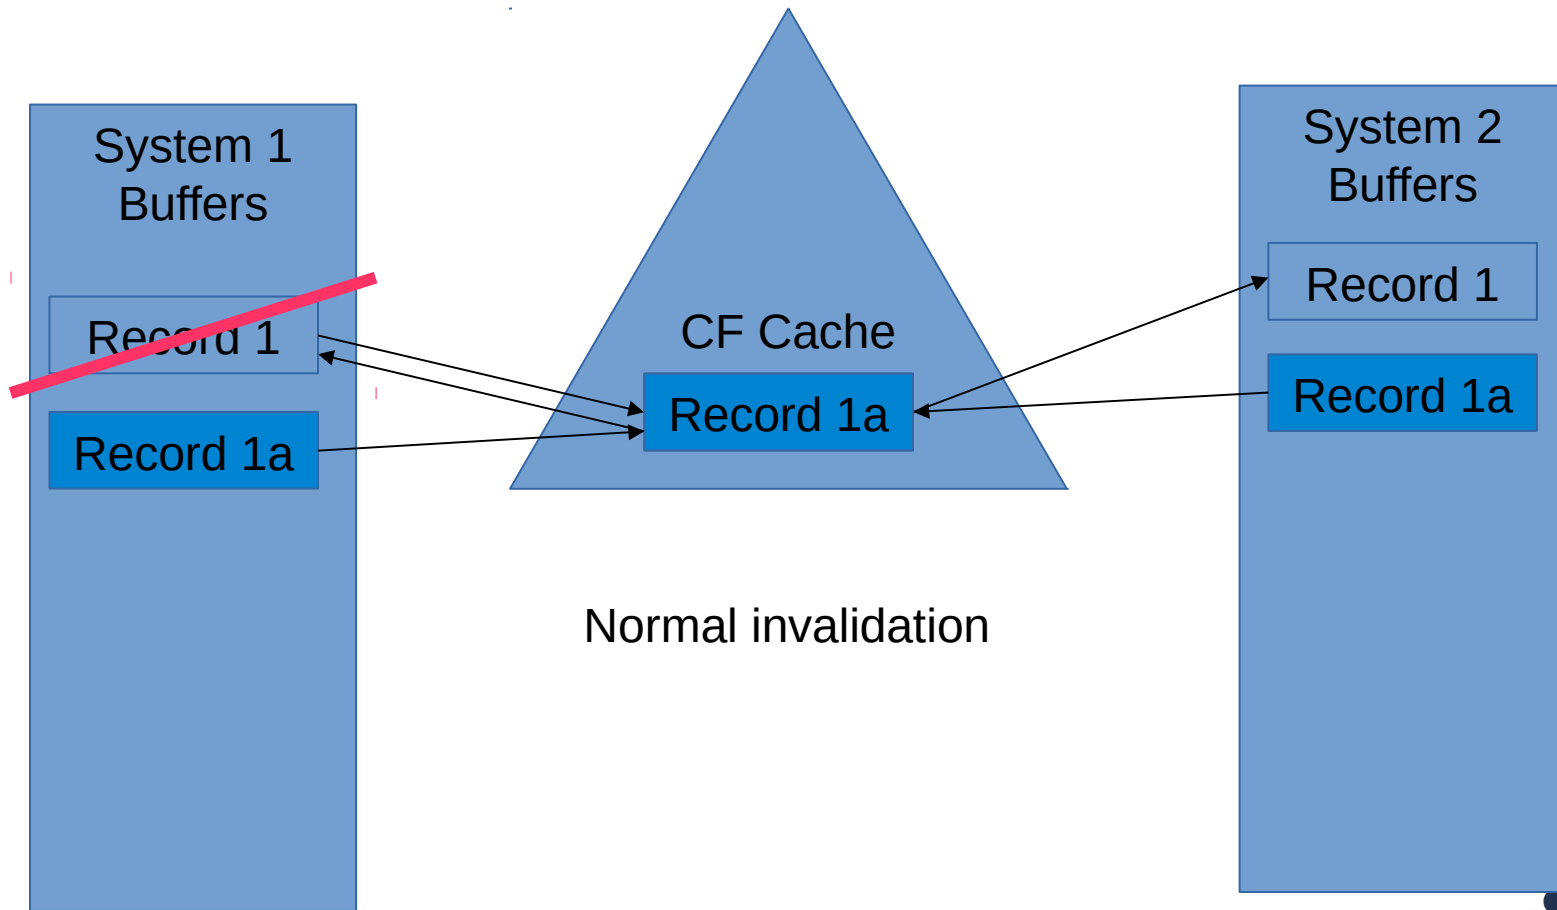 System 1
Buffers
Record 1
Record 1a
CF Cache
Record 1a
System 2
Buffers
Record 1
Record 1a
Normal invalidation